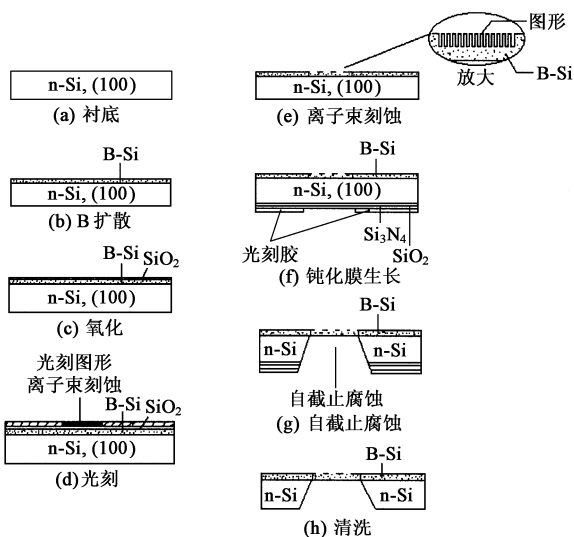 n-Si, (100)
(a) 衬底
B-Si
n-Si, (100)
(b) B扩散
B-Si
SiO₂
n-Si, (100)
(c) 氧化
光刻图形
离子束刻蚀
B-Si
SiO₂
n-Si, (100)
(d)光刻
图形
B-Si
放大
n-Si, (100)
(e) 离子束刻蚀
B-Si
n-Si, (100)
Si₃N₄
光刻胶
SiO₂
(f) 钝化膜生长
B-Si
n-Si
n-Si
自截止腐蚀
(g) 自截止腐蚀
B-Si
n-Si
n-Si
(h) 清洗